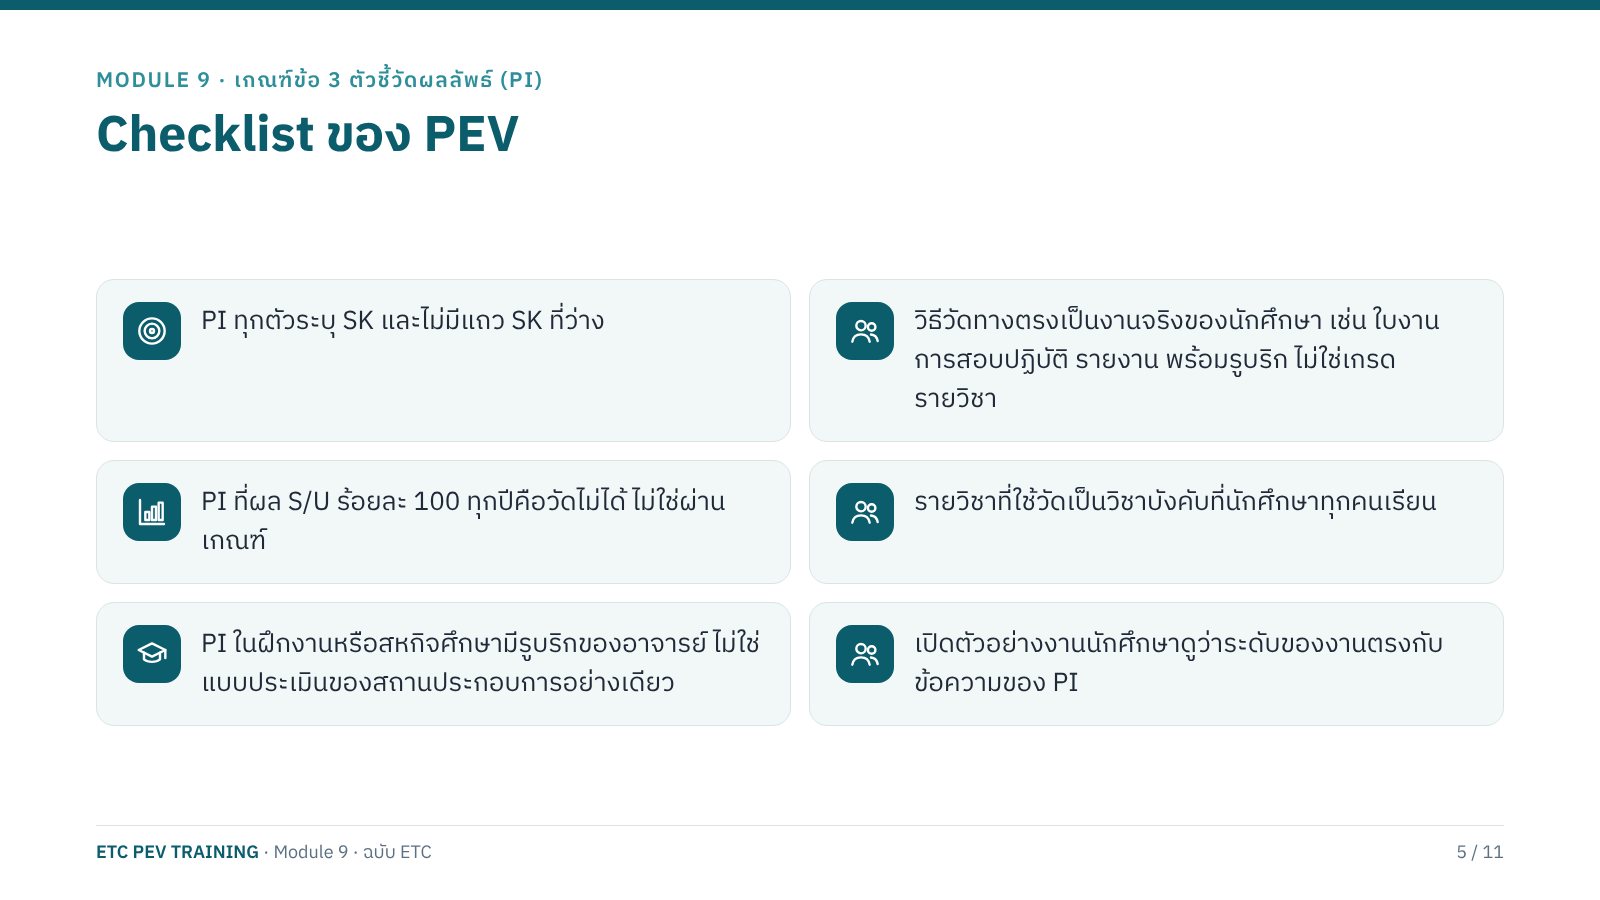 MODULE 9 · เกณฑ์ข้อ 3 ตัวชี้วัดผลลัพธ์ (PI)
Checklist ของ PEV
PI ทุกตัวระบุ SK และไม่มีแถว SK ที่ว่าง
วิธีวัดทางตรงเป็นงานจริงของนักศึกษา เช่น ใบงาน
การสอบปฏิบัติ รายงาน พร้อมรูบริก ไม่ใช่เกรด
รายวิชา
PI ที่ผล S/U ร้อยละ 100 ทุกปีคือวัดไม่ได้ ไม่ใช่ผ่าน
เกณฑ์
รายวิชาที่ใช้วัดเป็นวิชาบังคับที่นักศึกษาทุกคนเรียน
PI ในฝึกงานหรือสหกิจศึกษามีรูบริกของอาจารย์ ไม่ใช่
แบบประเมินของสถานประกอบการอย่างเดียว
เปิดตัวอย่างงานนักศึกษาดูว่าระดับของงานตรงกับ
ข้อความของ PI
ETC PEV TRAINING · Module 9 · ฉบับ ETC
5 / 11